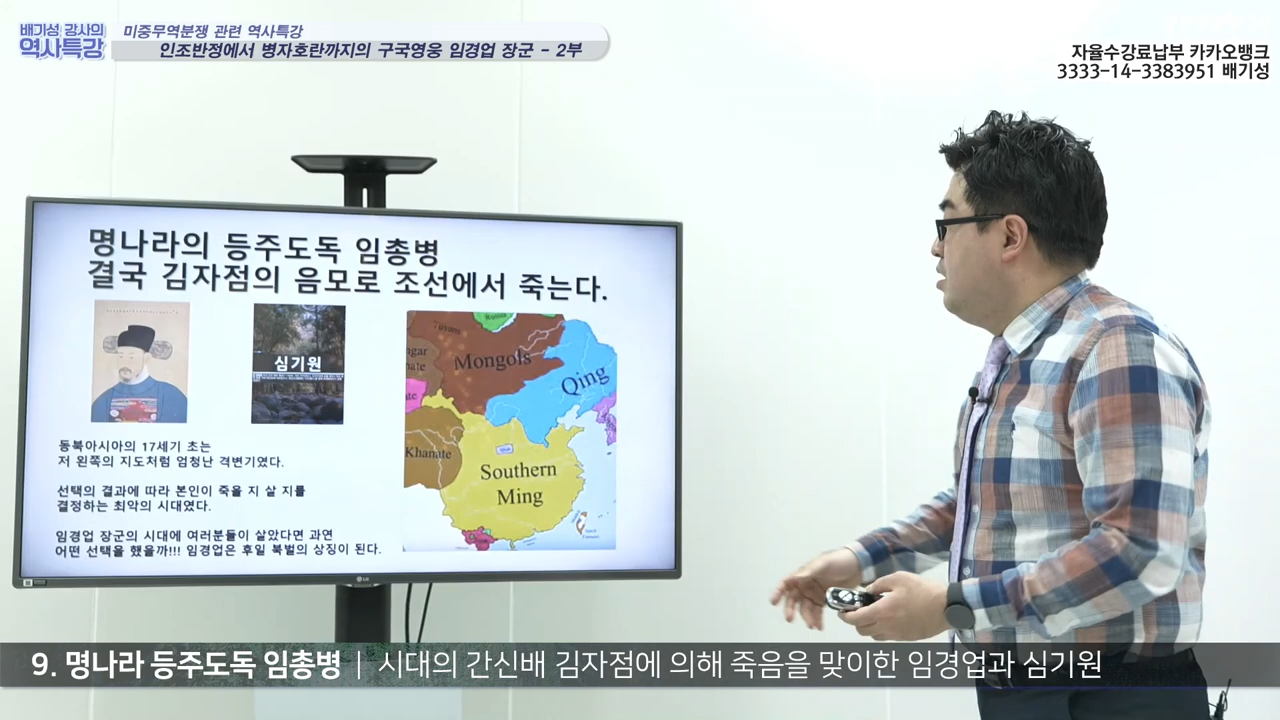 배기성 강사의
역사특강
미중무역분쟁 관련 역사특강
인조반정에서 병자호란까지의 구국영웅 임경업 장군 - 2부
자율수강료납부 카카오뱅크
3333-14-3383951 배기성
명나라의 등주도독 임총병
결국 김자점의 음모로 조선에서 죽는다.
심기원
Mongols
Qing
Khanate
Southern
Ming
동북아시아의 17세기 초는
저 왼쪽의 지도처럼 엄청난 격변기였다.
선택의 결과에 따라 본인이 죽을 지 살 지를
결정하는 최악의 시대였다.
임경업 장군의 시대에 여러분들이 살았다면 과연
어떤 선택을 했을까!!! 임경업은 후일 북벌의 상징이 된다.
LG
9. 명나라 등주도독 임총병 | 시대의 간신배 김자점에 의해 죽음을 맞이한 임경업과 심기원